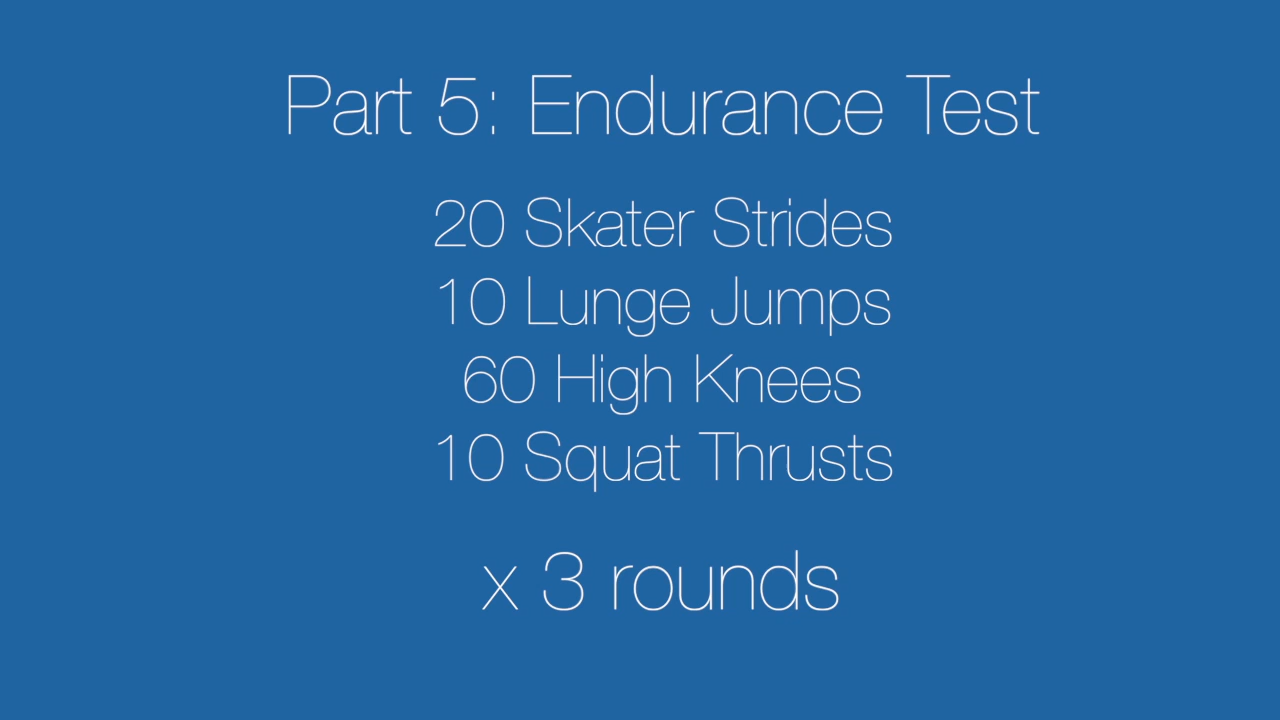 Part 5: Endurance Test
20 Skater Strides
10 Lunge Jumps
60 High Knees
10 Squat Thrusts
x 3 rounds